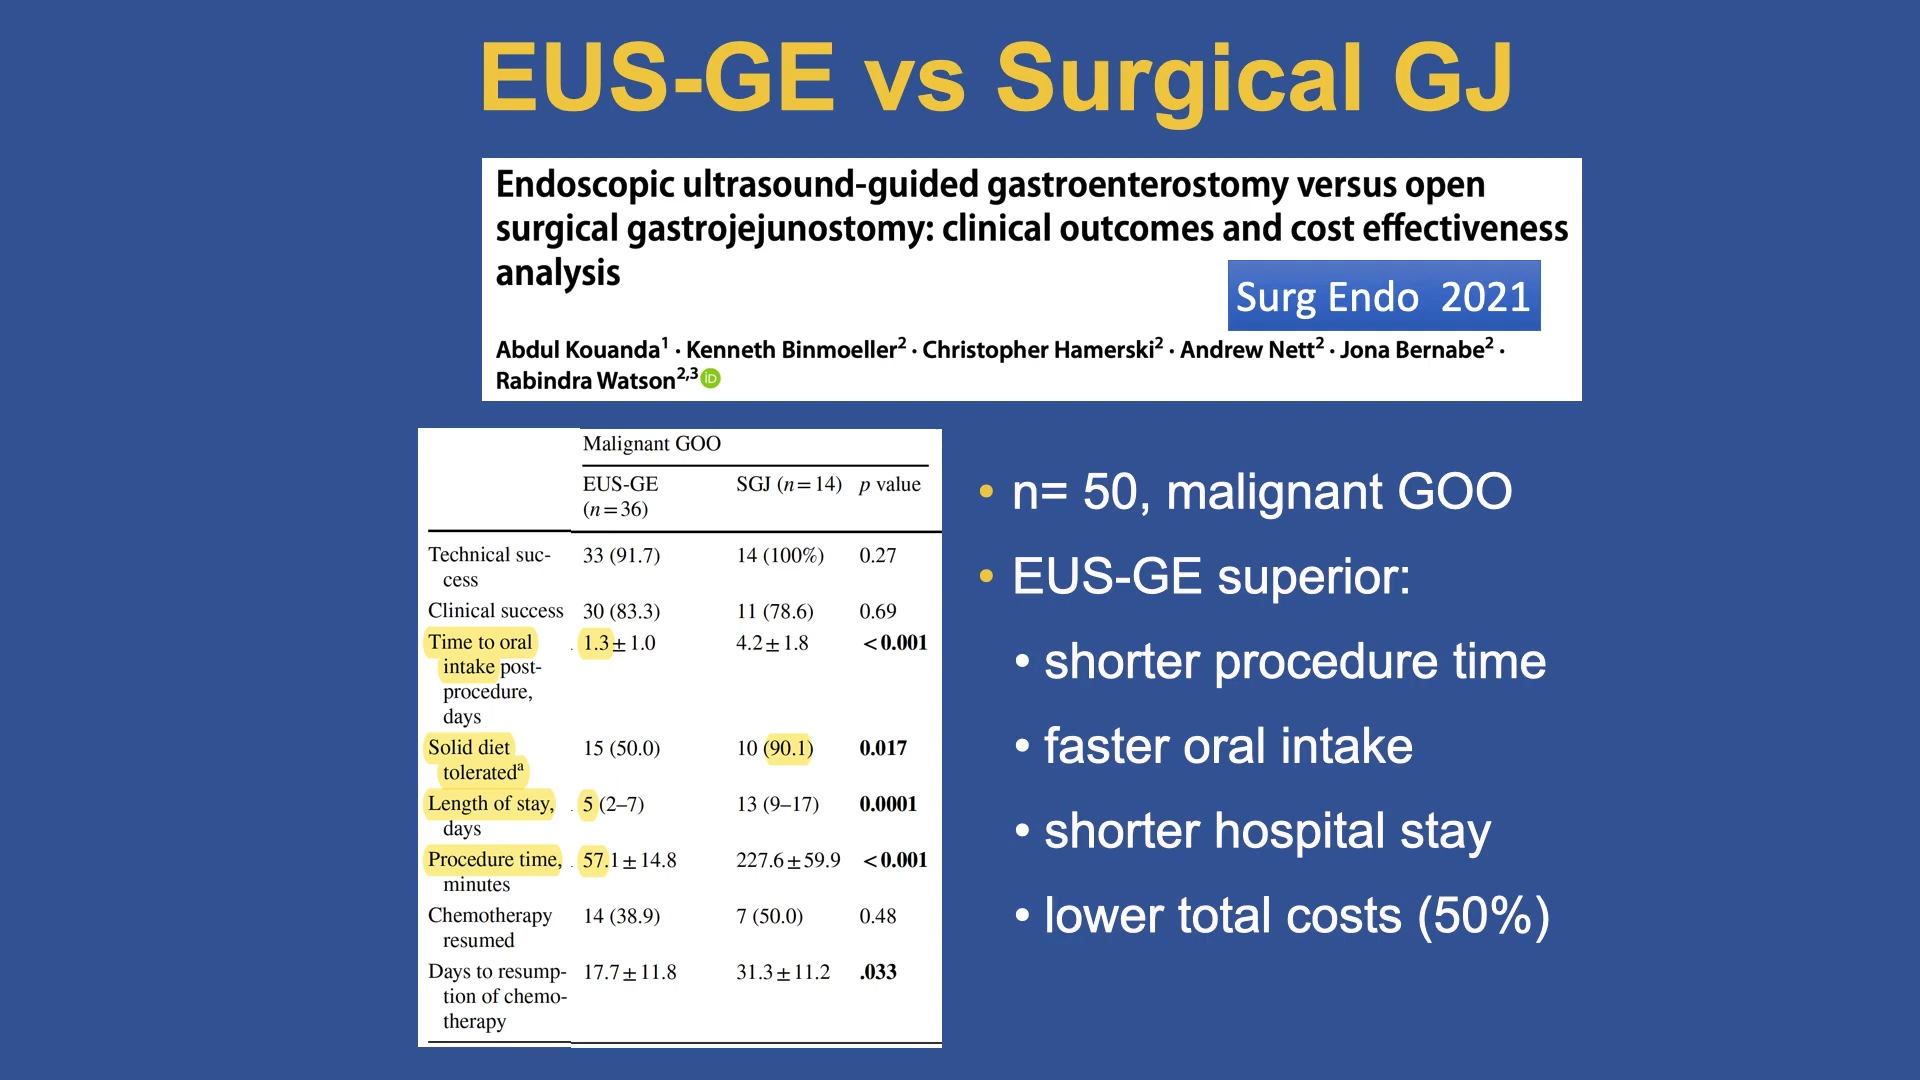 EUS-GE vs Surgical GJ
Endoscopic ultrasound-guided gastroenterostomy versus open
surgical gastrojejunostomy: clinical outcomes and cost effectiveness
analysis
Surg Endo 2021
Abdul Kouanda¹ · Kenneth Binmoeller² · Christopher Hamerski² · Andrew Nett² · Jona Bernabe² ·
Rabindra Watson²,³ iD
Malignant GOO
EUS-GE SGJ (n=14) p value
(n=36)
Technical suc- 33 (91.7) 14 (100%) 0.27
cess
Clinical success 30 (83.3) 11 (78.6) 0.69
Time to oral 1.3±1.0 4.2±1.8 <0.001
intake post-
procedure,
days
Solid diet 15 (50.0) 10 (90.1) 0.017
toleratedᵃ
Length of stay, 5 (2–7) 13 (9–17) 0.0001
days
Procedure time, 57.1±14.8 227.6±59.9 <0.001
minutes
Chemotherapy 14 (38.9) 7 (50.0) 0.48
resumed
Days to resump- 17.7±11.8 31.3±11.2 .033
tion of chemo-
therapy
• n= 50, malignant GOO
• EUS-GE superior:
• shorter procedure time
• faster oral intake
• shorter hospital stay
• lower total costs (50%)